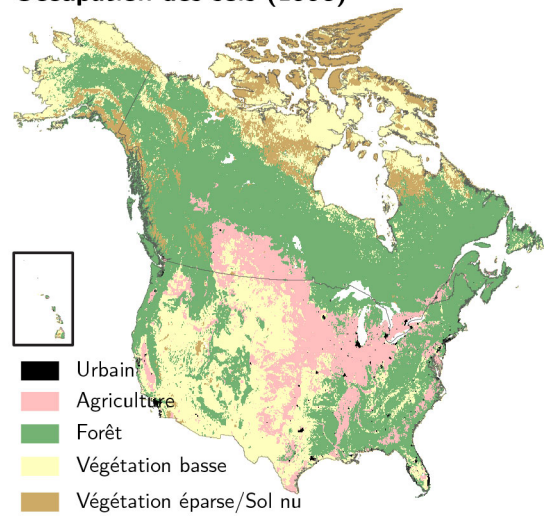 Urbain
Agriculture
Forêt
Végétation basse
Végétation éparse/Sol nu